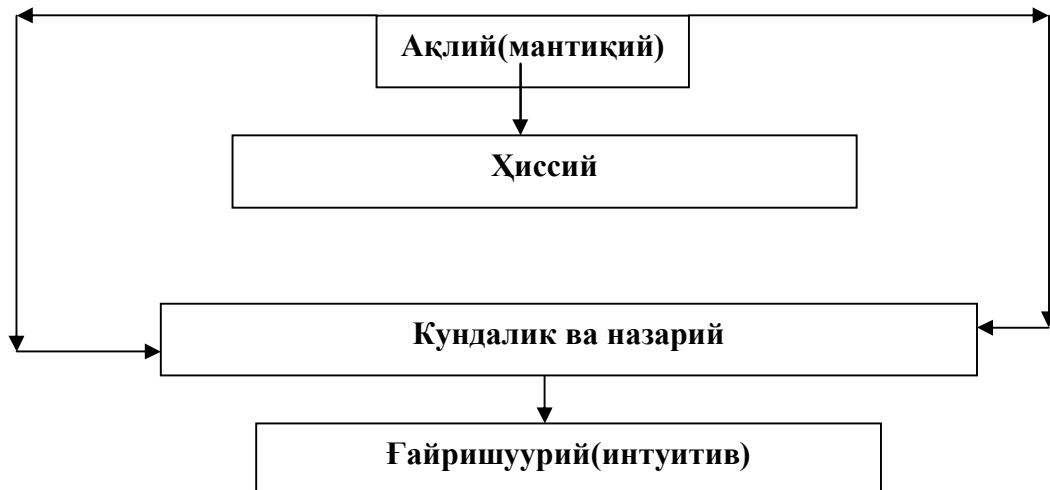 Ақлий(мантиқий)
Ҳиссий
Кундалик ва назарий
Ғайришуурий(интуитив)